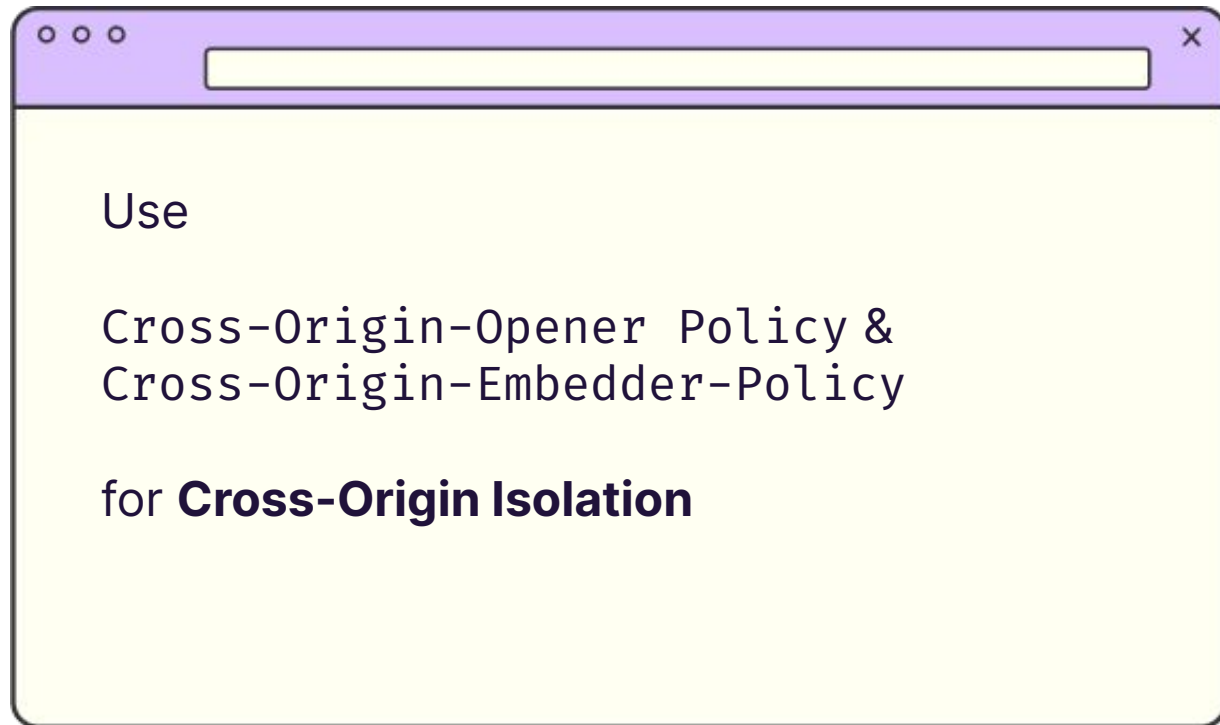 Use
Cross-Origin-Opener Policy &
Cross-Origin-Embedder-Policy
for Cross-Origin Isolation